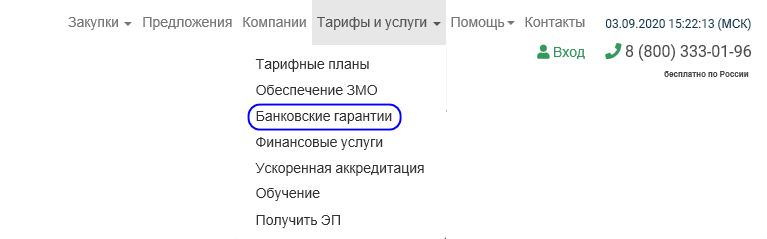 Закупки Предложения Компании Тарифы и услуги Помощь Контакты 03.09.2020 15:22:13 (МСК)
Вход 8 (800) 333-01-96
бесплатно по России
Тарифные планы
Обеспечение ЗМО
Банковские гарантии
Финансовые услуги
Ускоренная аккредитация
Обучение
Получить ЭП